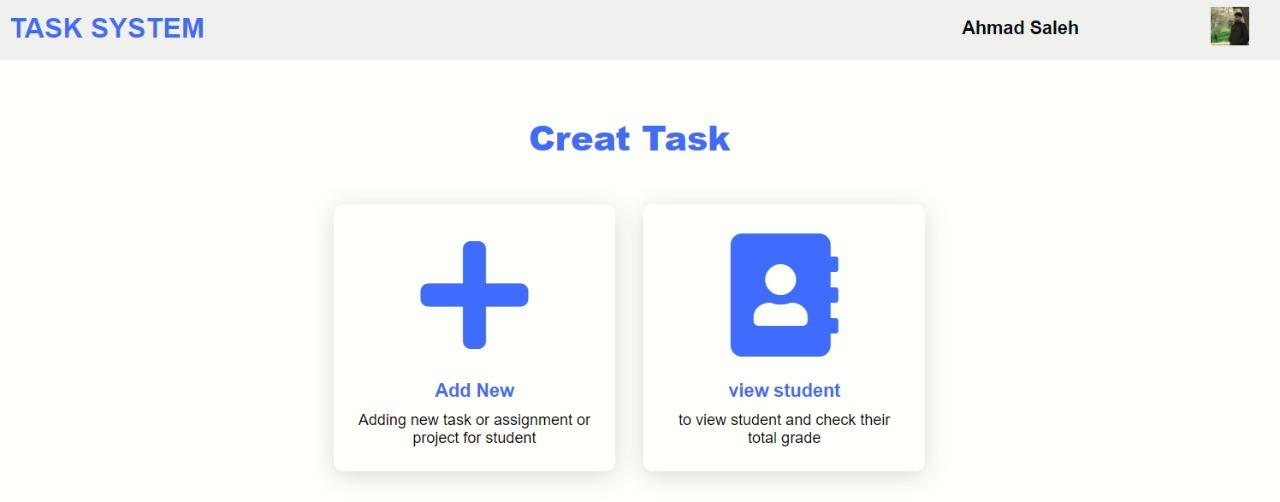 TASK SYSTEM
Ahmad Saleh
Creat Task
Add New
Adding new task or assignment or
project for student
view student
to view student and check their
total grade